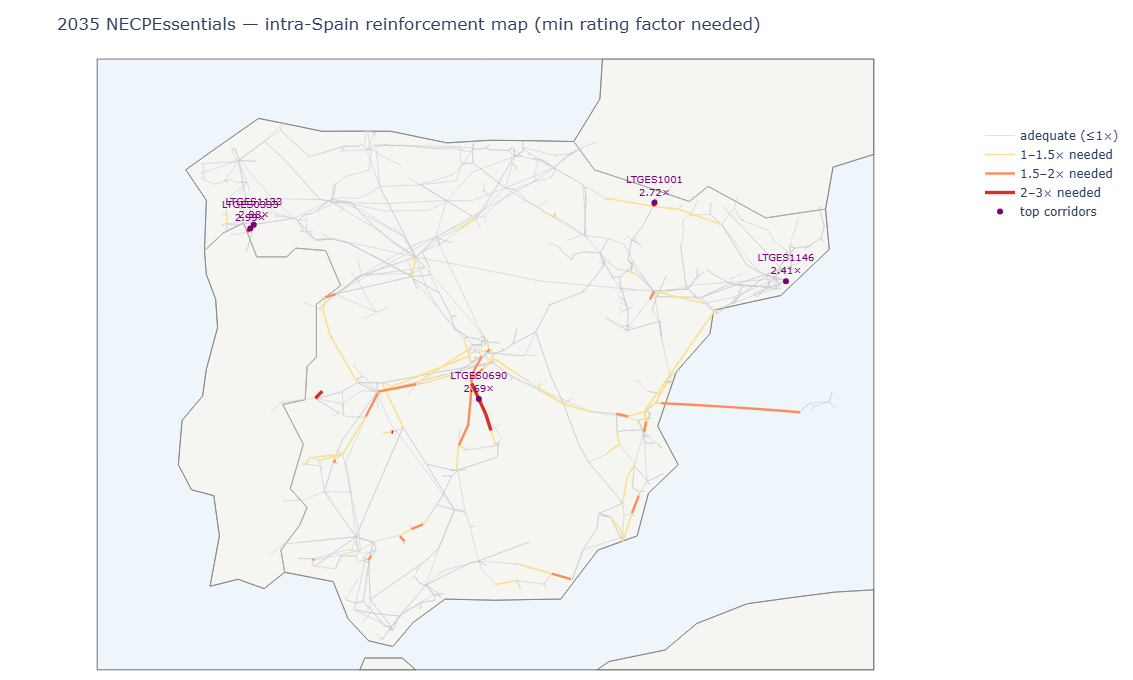 2035 NECPEssentials — intra-Spain reinforcement map (min rating factor needed)
adequate (≤1×)
1–1.5× needed
1.5–2× needed
2–3× needed
top corridors
LTGES1001
2.72×
LTGES1146
2.41×
LTGES0690
2.69×